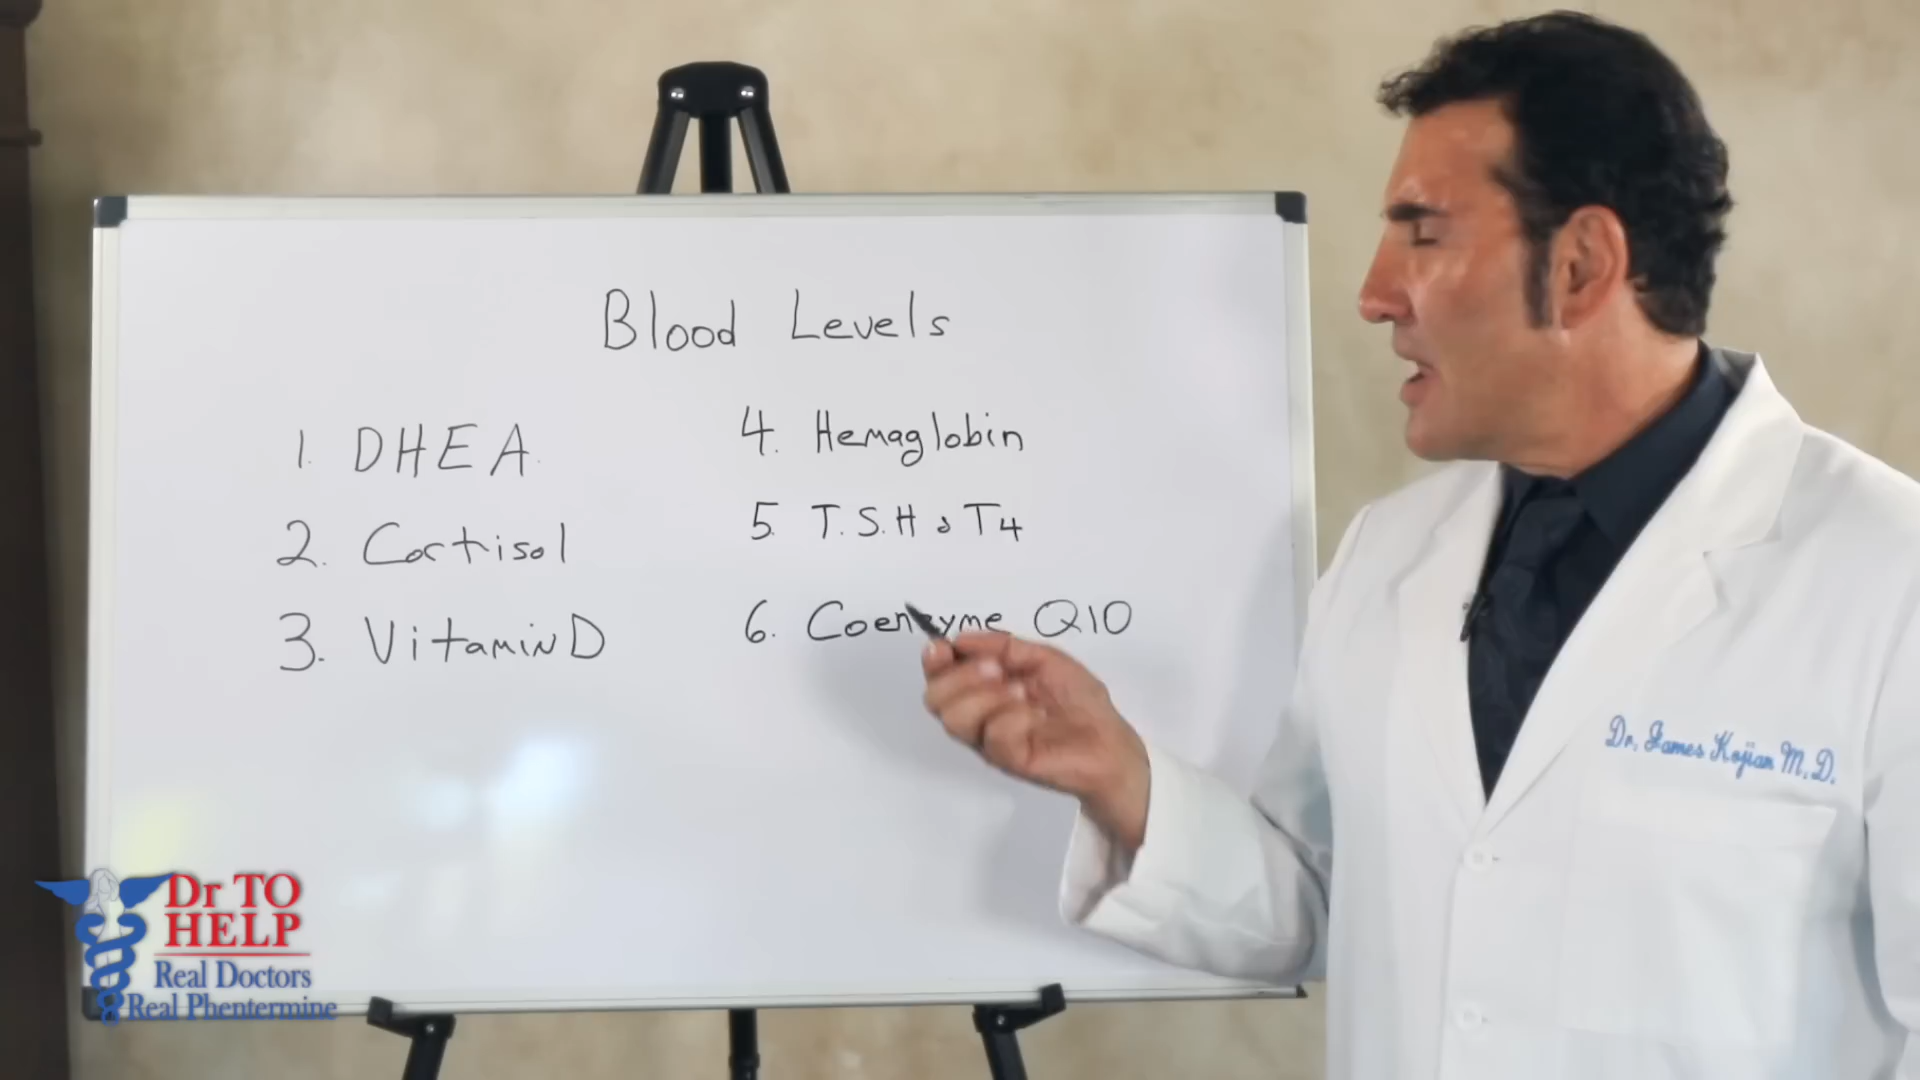 Blood Levels
1. DHEA
2. Cortisol
3. Vitamin D
4. Hemaglobin
5. T.S.H & T4
6. Coenzyme Q10
Dr. James Kojian M.D.
Dr TO
HELP
Real Doctors
Real Phentermine